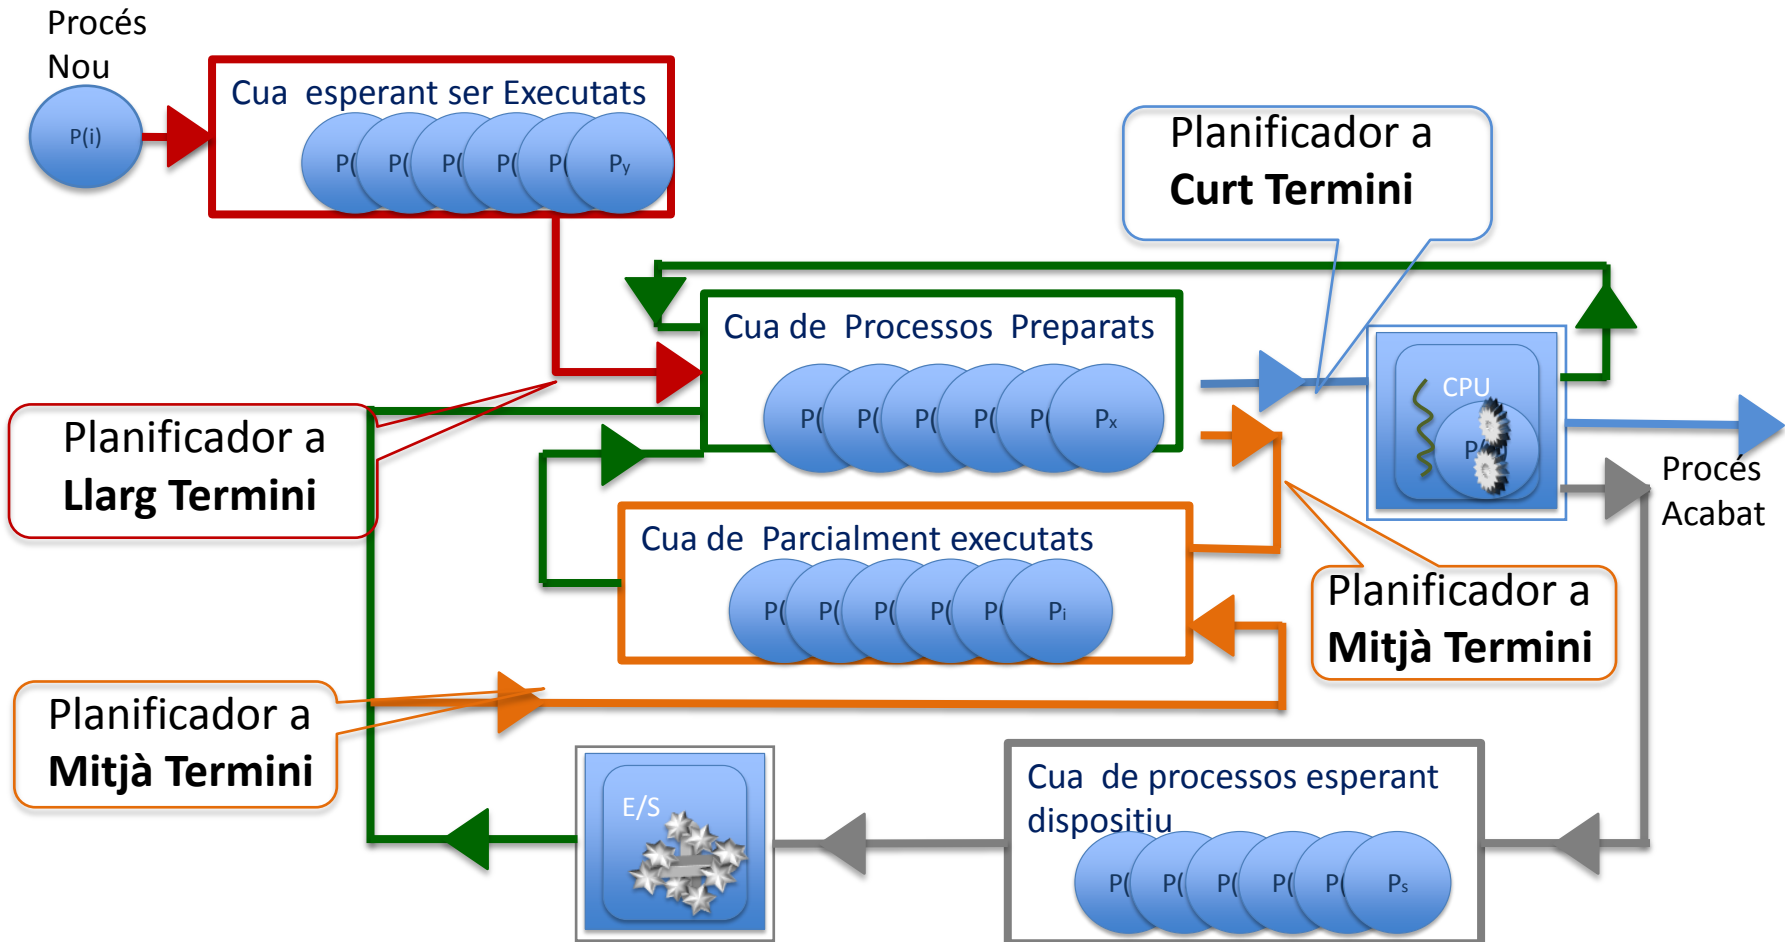 Procés
Nou
P(i)
Cua esperant ser Executats
P( P( P( P( P( Py
Planificador a
Curt Termini
Cua de Processos Preparats
P( P( P( P( P( Px
CPU
P(
Procés
Acabat
Planificador a
Llarg Termini
Cua de Parcialment executats
P( P( P( P( P( Pi
Planificador a
Mitjà Termini
Planificador a
Mitjà Termini
E/S
Cua de processos esperant
dispositiu
P( P( P( P( P( Ps